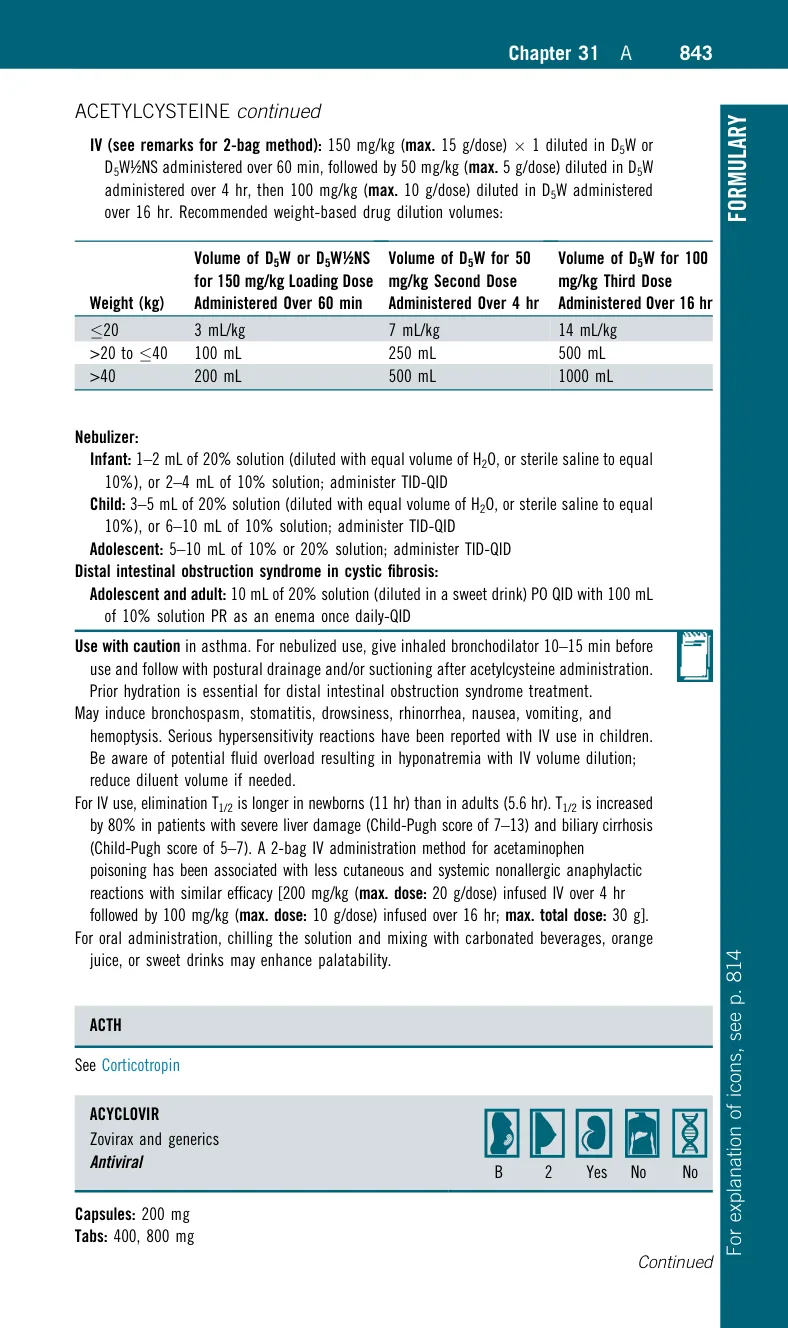 Chapter 31 A 843
ACETYLCYSTEINE continued
IV (see remarks for 2-bag method): 150 mg/kg (max. 15 g/dose) × 1 diluted in D5W or
D5W½NS administered over 60 min, followed by 50 mg/kg (max. 5 g/dose) diluted in D5W
administered over 4 hr, then 100 mg/kg (max. 10 g/dose) diluted in D5W administered
over 16 hr. Recommended weight-based drug dilution volumes:
Volume of D5W or D5W½NS Volume of D5W for 50 Volume of D5W for 100
for 150 mg/kg Loading Dose mg/kg Second Dose mg/kg Third Dose
Weight (kg) Administered Over 60 min Administered Over 4 hr Administered Over 16 hr
≤20 3 mL/kg 7 mL/kg 14 mL/kg
>20 to ≤40 100 mL 250 mL 500 mL
>40 200 mL 500 mL 1000 mL
Nebulizer:
Infant: 1–2 mL of 20% solution (diluted with equal volume of H2O, or sterile saline to equal
10%), or 2–4 mL of 10% solution; administer TID-QID
Child: 3–5 mL of 20% solution (diluted with equal volume of H2O, or sterile saline to equal
10%), or 6–10 mL of 10% solution; administer TID-QID
Adolescent: 5–10 mL of 10% or 20% solution; administer TID-QID
Distal intestinal obstruction syndrome in cystic fibrosis:
Adolescent and adult: 10 mL of 20% solution (diluted in a sweet drink) PO QID with 100 mL
of 10% solution PR as an enema once daily-QID
Use with caution in asthma. For nebulized use, give inhaled bronchodilator 10–15 min before
use and follow with postural drainage and/or suctioning after acetylcysteine administration.
Prior hydration is essential for distal intestinal obstruction syndrome treatment.
May induce bronchospasm, stomatitis, drowsiness, rhinorrhea, nausea, vomiting, and
hemoptysis. Serious hypersensitivity reactions have been reported with IV use in children.
Be aware of potential fluid overload resulting in hyponatremia with IV volume dilution;
reduce diluent volume if needed.
For IV use, elimination T1/2 is longer in newborns (11 hr) than in adults (5.6 hr). T1/2 is increased
by 80% in patients with severe liver damage (Child-Pugh score of 7–13) and biliary cirrhosis
(Child-Pugh score of 5–7). A 2-bag IV administration method for acetaminophen
poisoning has been associated with less cutaneous and systemic nonallergic anaphylactic
reactions with similar efficacy [200 mg/kg (max. dose: 20 g/dose) infused IV over 4 hr
followed by 100 mg/kg (max. dose: 10 g/dose) infused over 16 hr; max. total dose: 30 g].
For oral administration, chilling the solution and mixing with carbonated beverages, orange
juice, or sweet drinks may enhance palatability.
ACTH
See Corticotropin
ACYCLOVIR
Zovirax and generics
Antiviral
B 2 Yes No No
Capsules: 200 mg
Tabs: 400, 800 mg
Continued
FORMULARY
For explanation of icons, see p. 814